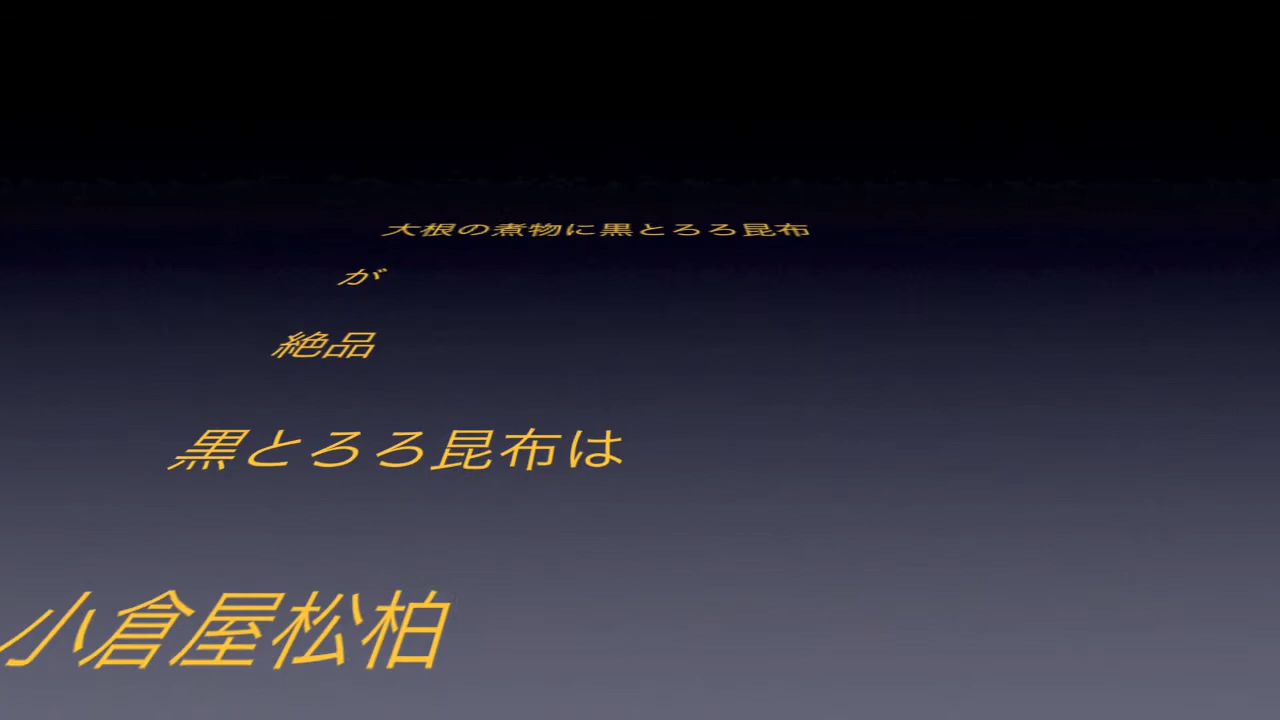 大根の煮物に黒とろろ昆布
が
絶品
黒とろろ昆布は
小倉屋松柏